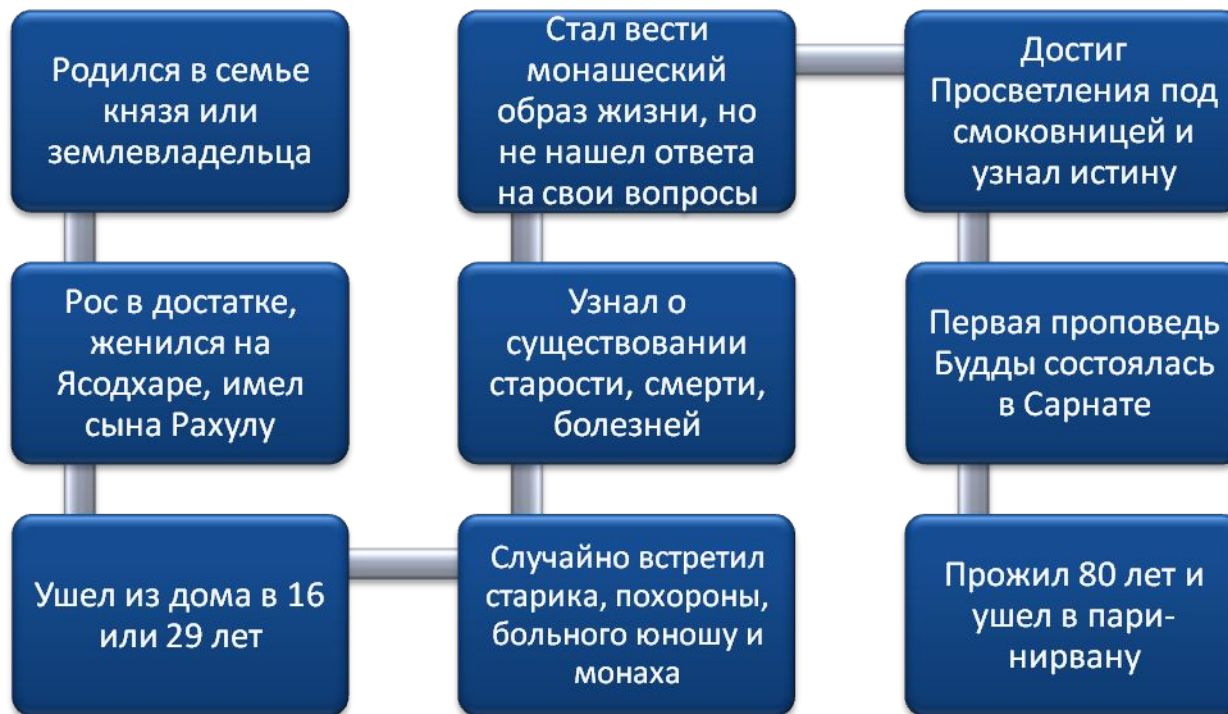 Родился в семье
князя или
землевладельца
Рос в достатке,
женился на
Ясодхаре, имел
сына Рахулу
Ушел из дома в 16
или 29 лет
Случайно встретил
старика, похороны,
больного юношу и
монаха
Узнал о
существовании
старости, смерти,
болезней
Стал вести
монашеский
образ жизни, но
не нашел ответа
на свои вопросы
Достиг
Просветления под
смоковницей и
узнал истину
Первая проповедь
Будды состоялась
в Сарнате
Прожил 80 лет и
ушел в пари-
нирвану